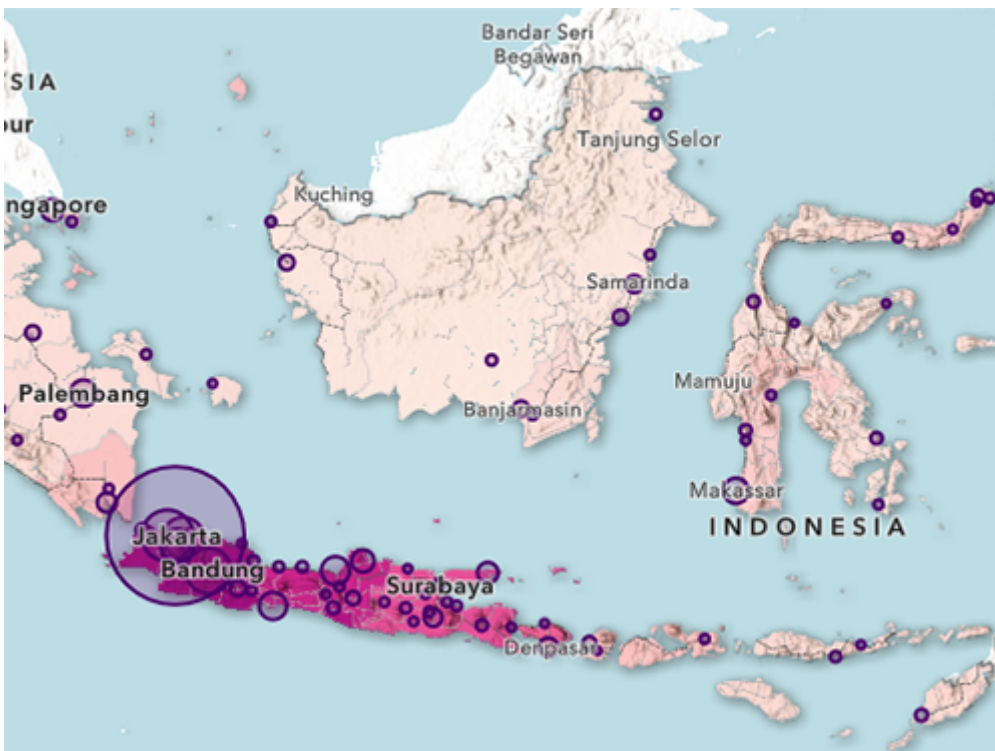 Bandar Seri
Begawan
SIA
our
Tanjung Selor
Kuching
ngapore
Samarinda
Mamuju
Palembang
Banjarmasin
Makassar
INDONESIA
Jakarta
Bandung
Surabaya
Denpasar